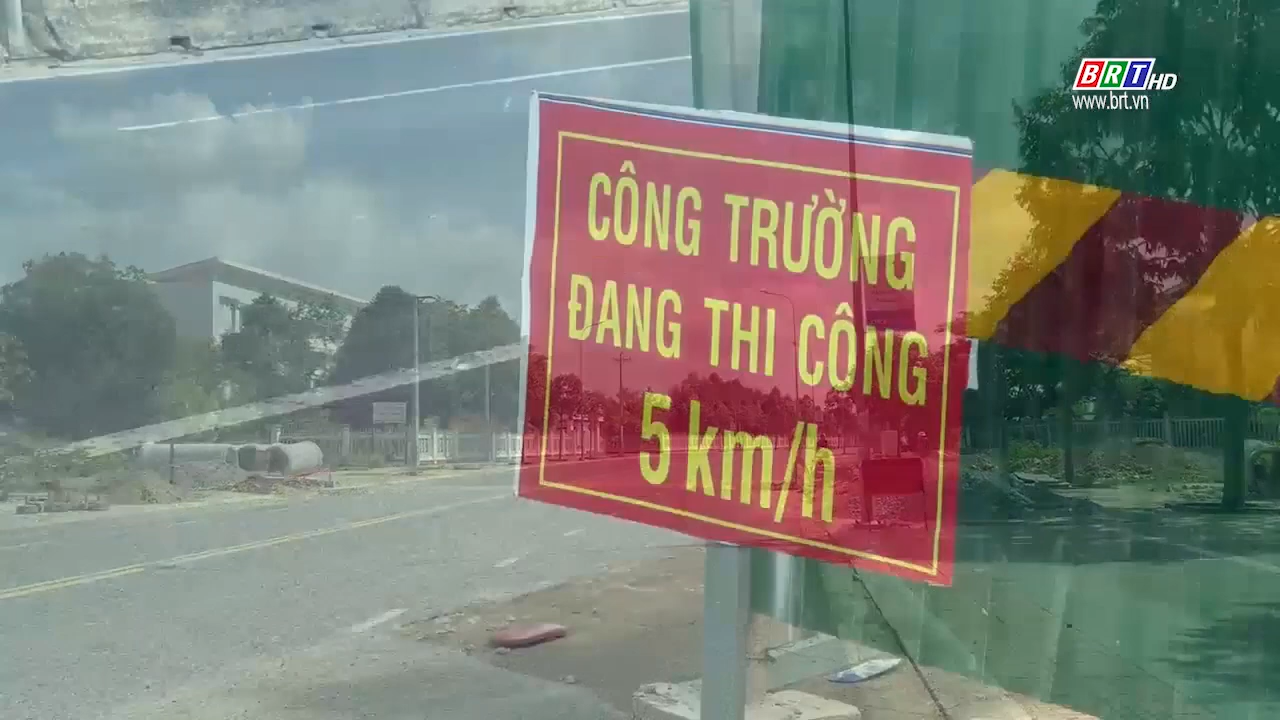 BRT HD
www.brt.vn
CÔNG TRƯỜNG
ĐANG THI CÔNG
5 km/h